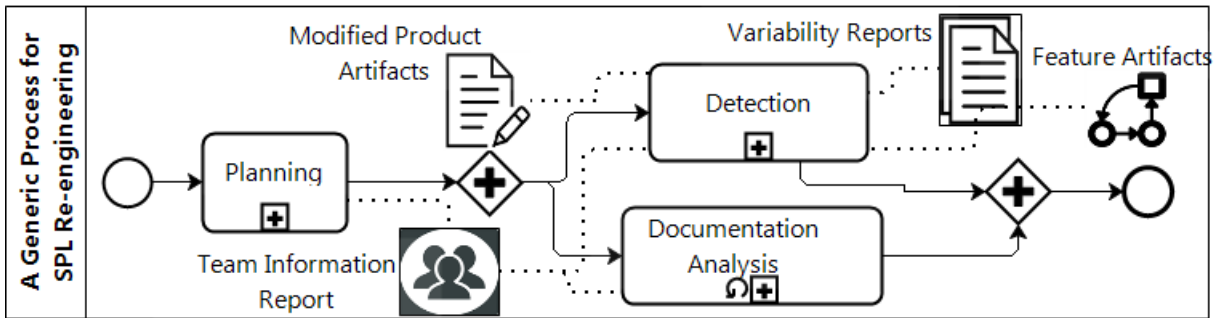 A Generic Process for
SPL Re-engineering
Modified Product
Artifacts
Variability Reports
Feature Artifacts
Detection
Planning
Documentation
Analysis
Team Information
Report